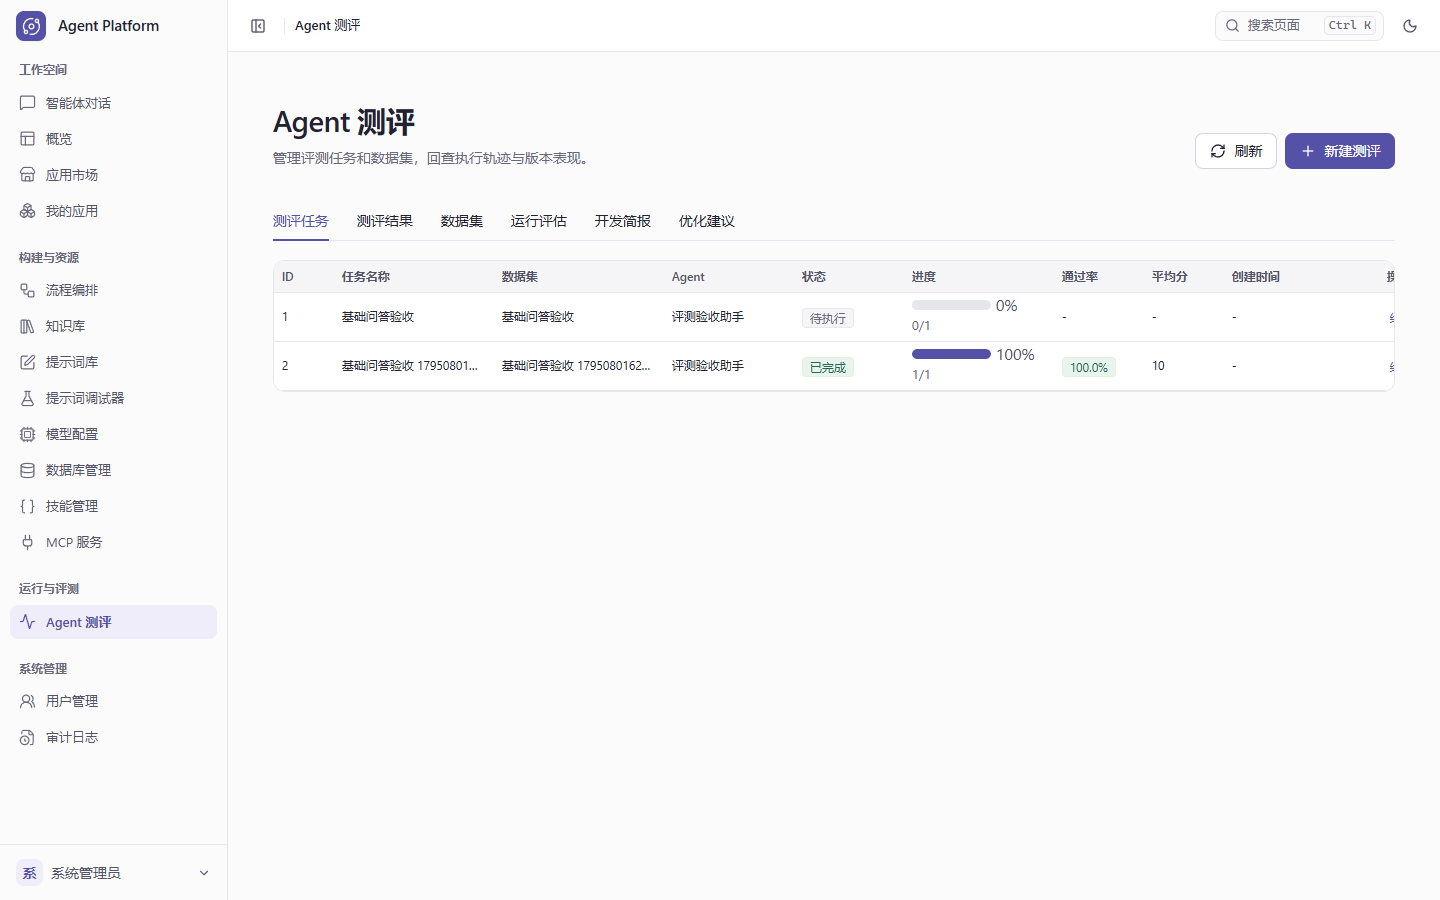 Agent Platform
工作空间
智能体对话
概览
应用市场
我的应用
构建与资源
流程编排
知识库
提示词库
提示词调试器
模型配置
数据库管理
技能管理
MCP 服务
运行与评测
Agent 测评
系统管理
用户管理
审计日志
系 系统管理员
Agent 测评
搜索页面 Ctrl K
Agent 测评
管理评测任务和数据集，回查执行轨迹与版本表现。
刷新
新建测评
测评任务 测评结果 数据集 运行评估 开发简报 优化建议
ID 任务名称 数据集 Agent 状态 进度 通过率 平均分 创建时间
1 基础问答验收 基础问答验收 评测验收助手 待执行 0% 0/1 - - -
2 基础问答验收 17950801... 基础问答验收 1795080162... 评测验收助手 已完成 100% 1/1 100.0% 10 -